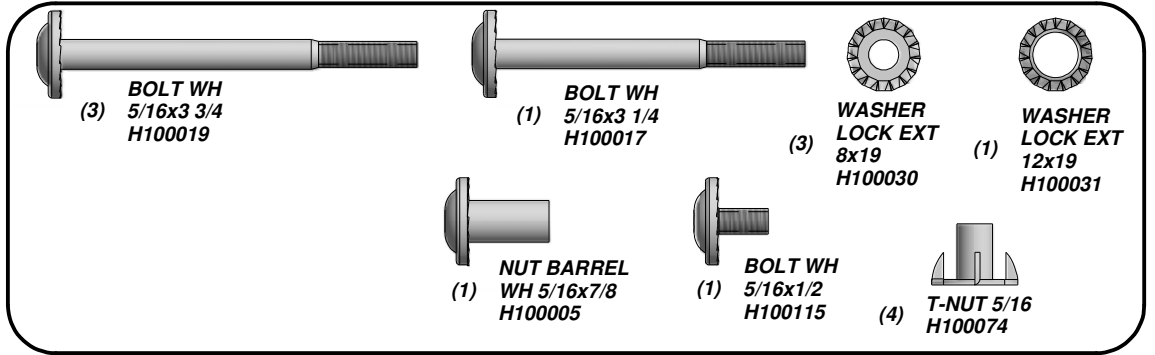 (3)
BOLT WH
5/16x3 3/4
H100019
(1)
BOLT WH
5/16x3 1/4
H100017
(3)
WASHER
LOCK EXT
8x19
H100030
(1)
WASHER
LOCK EXT
12x19
H100031
(1)
NUT BARREL
WH 5/16x7/8
H100005
(1)
BOLT WH
5/16x1/2
H100115
(4)
T-NUT 5/16
H100074